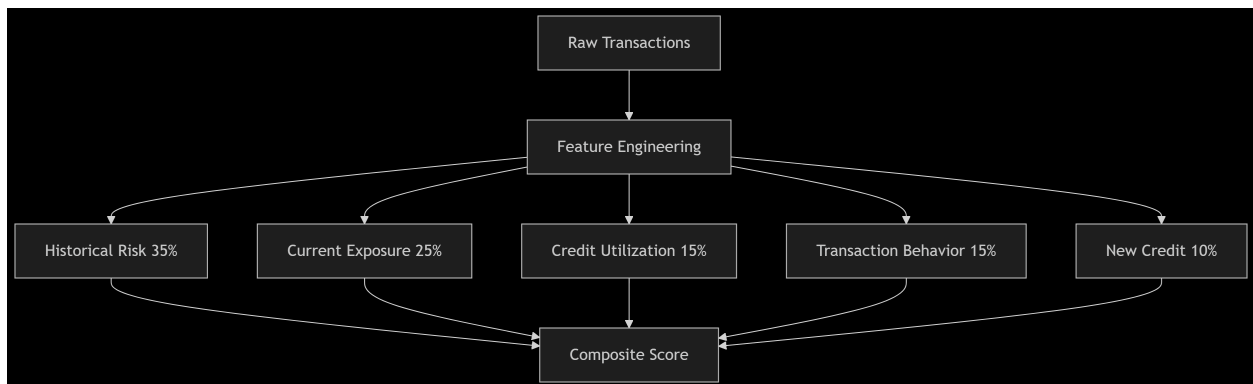 Raw Transactions
Feature Engineering
Historical Risk 35%
Current Exposure 25%
Credit Utilization 15%
Transaction Behavior 15%
New Credit 10%
Composite Score